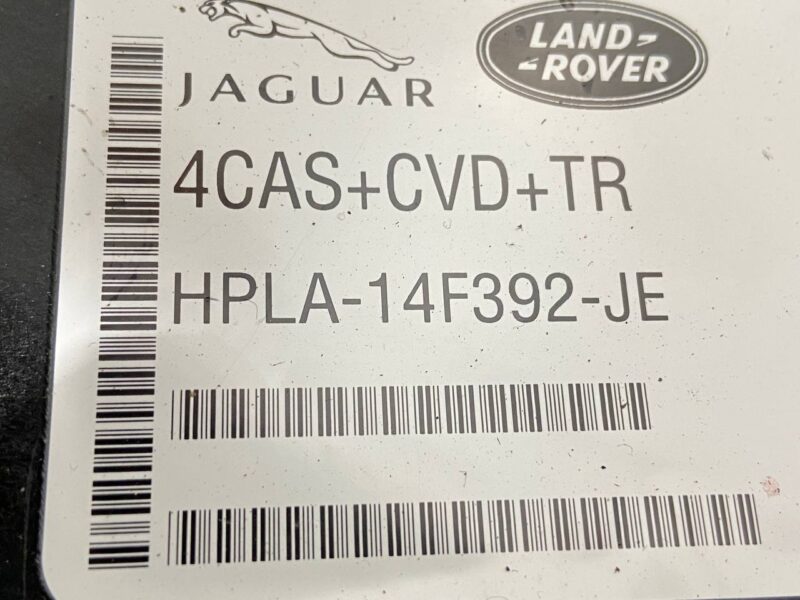 JAGUAR
LAND
ROVER
4CAS+CVD+TR
HPLA-14F392-JE